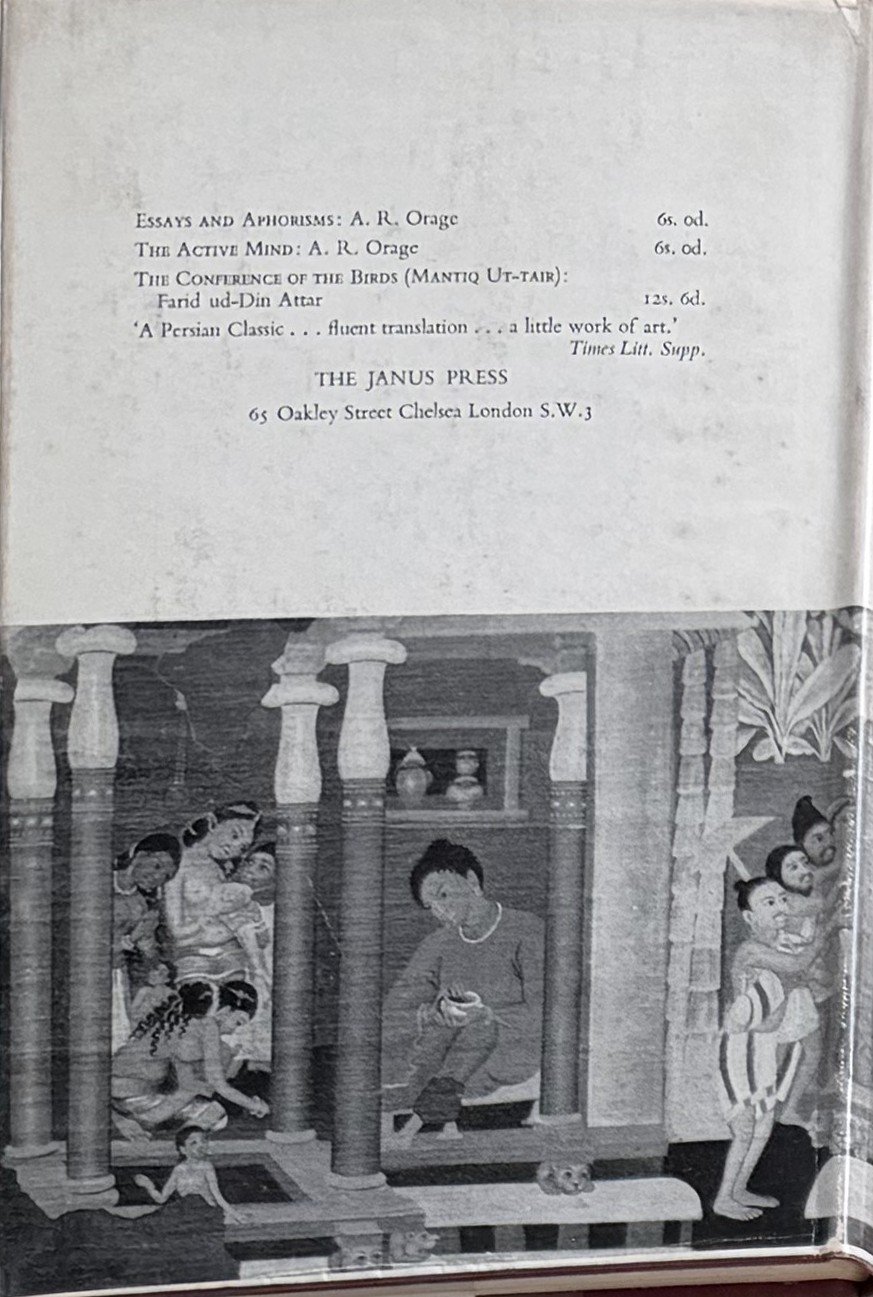 ESSAYS AND APHORISMS: A. R. Orage 6s. od.
THE ACTIVE MIND: A. R. Orage 6s. od.
THE CONFERENCE OF THE BIRDS (MANTIQ UT-TAIR):
Farid ud-Din Attar 12s. 6d.
‘A Persian Classic . . . fluent translation . . . a little work of art.’
Times Litt. Supp.
THE JANUS PRESS
65 Oakley Street Chelsea London S.W.3